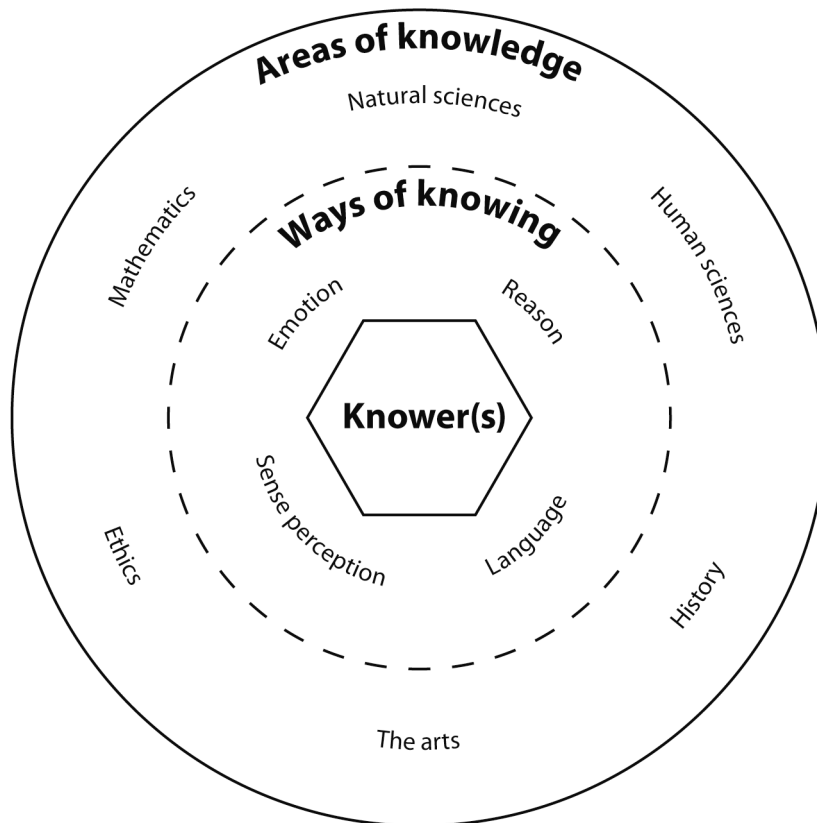 Areas of knowledge
Natural sciences
Mathematics
Human sciences
Ways of knowing
Emotion
Reason
Knower(s)
Sense perception
Language
Ethics
History
The arts